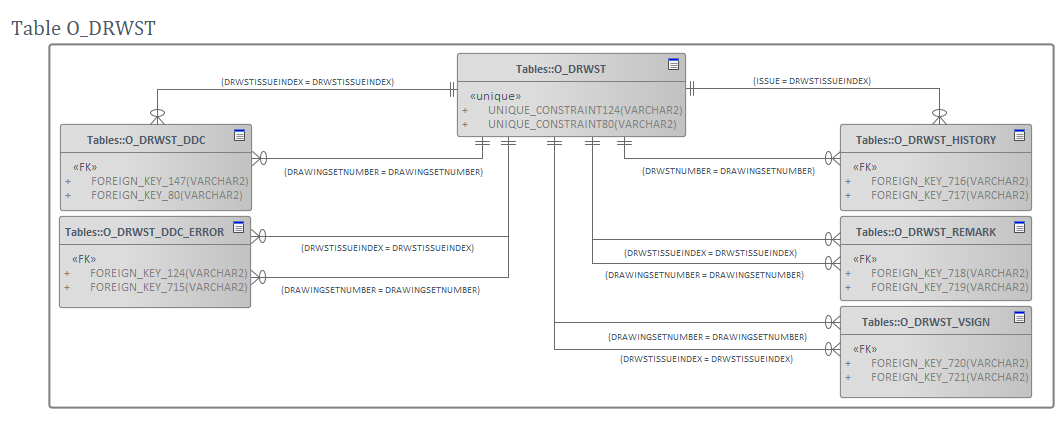 Table O_DRWST
Tables::O_DRWST
«unique»
+ UNIQUE_CONSTRAINT124(VARCHAR2)
+ UNIQUE_CONSTRAINT80(VARCHAR2)
(DRWSTISSUEINDEX = DRWSTISSUEINDEX)
(ISSUE = DRWSTISSUEINDEX)
Tables::O_DRWST_DDC
«FK»
+ FOREIGN_KEY_147(VARCHAR2)
+ FOREIGN_KEY_80(VARCHAR2)
(DRAWINGSETNUMBER = DRAWINGSETNUMBER)
(DRWSTNUMBER = DRAWINGSETNUMBER)
Tables::O_DRWST_HISTORY
«FK»
+ FOREIGN_KEY_716(VARCHAR2)
+ FOREIGN_KEY_717(VARCHAR2)
Tables::O_DRWST_DDC_ERROR
«FK»
+ FOREIGN_KEY_124(VARCHAR2)
+ FOREIGN_KEY_715(VARCHAR2)
(DRWSTISSUEINDEX = DRWSTISSUEINDEX)
(DRAWINGSETNUMBER = DRAWINGSETNUMBER)
(DRWSTISSUEINDEX = DRWSTISSUEINDEX)
(DRAWINGSETNUMBER = DRAWINGSETNUMBER)
Tables::O_DRWST_REMARK
«FK»
+ FOREIGN_KEY_718(VARCHAR2)
+ FOREIGN_KEY_719(VARCHAR2)
(DRAWINGSETNUMBER = DRAWINGSETNUMBER)
(DRWSTISSUEINDEX = DRWSTISSUEINDEX)
Tables::O_DRWST_VSIGN
«FK»
+ FOREIGN_KEY_720(VARCHAR2)
+ FOREIGN_KEY_721(VARCHAR2)